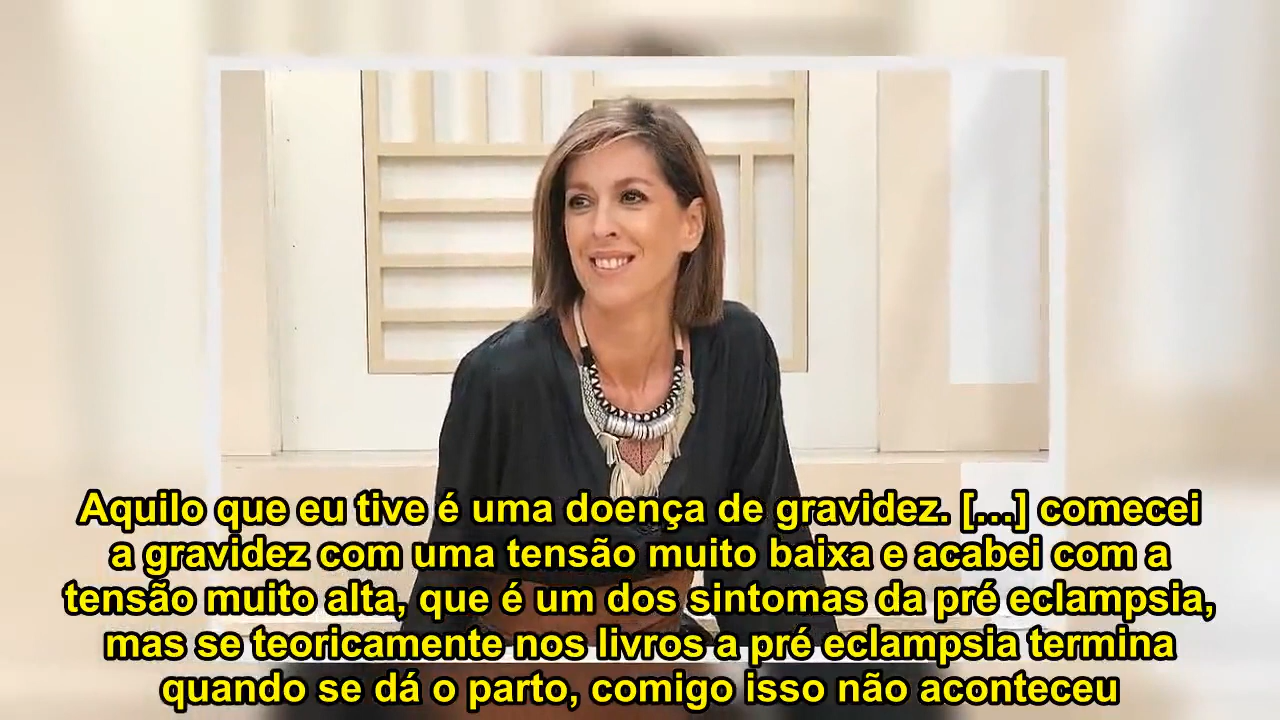 Aquilo que eu tive é uma doença de gravidez. […] comecei
a gravidez com uma tensão muito baixa e acabei com a
tensão muito alta, que é um dos sintomas da pré eclampsia,
mas se teoricamente nos livros a pré eclampsia termina
quando se dá o parto, comigo isso não aconteceu